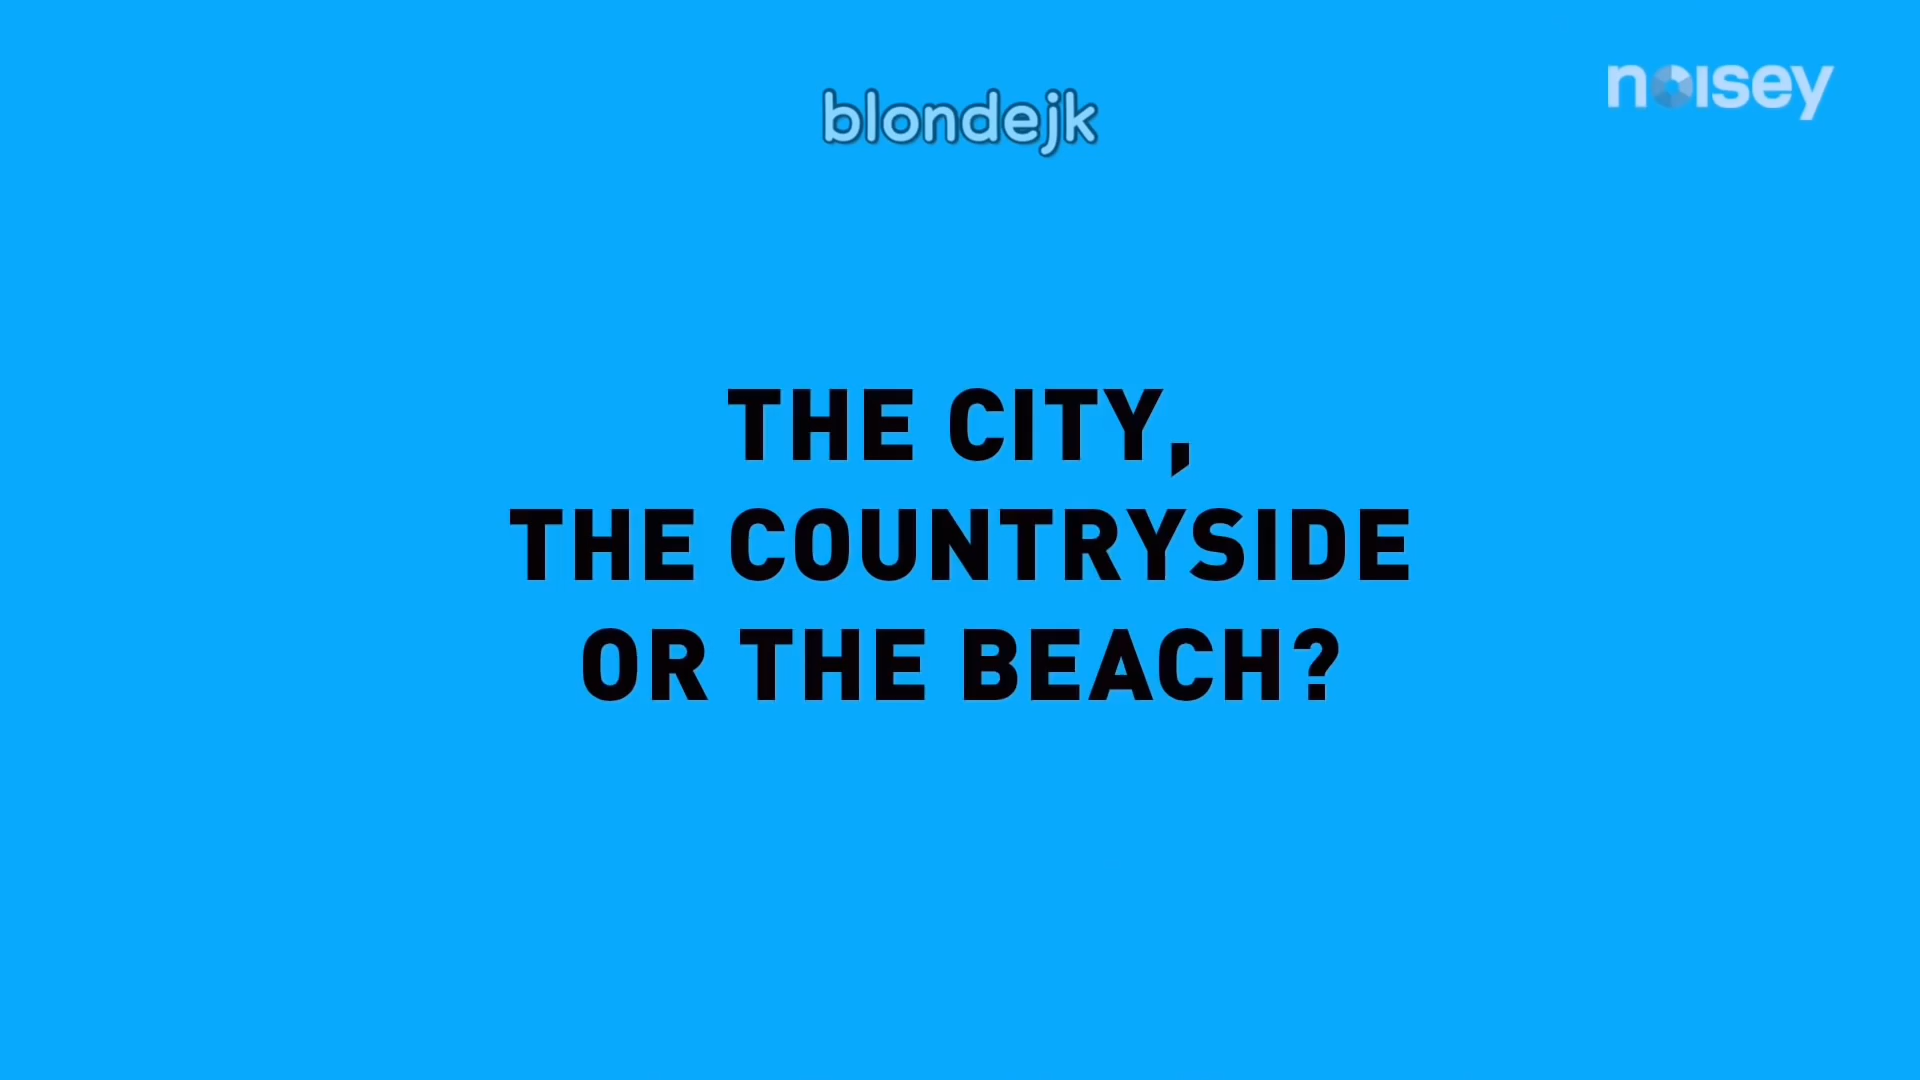 noisey
blondejk
THE CITY,
THE COUNTRYSIDE
OR THE BEACH?